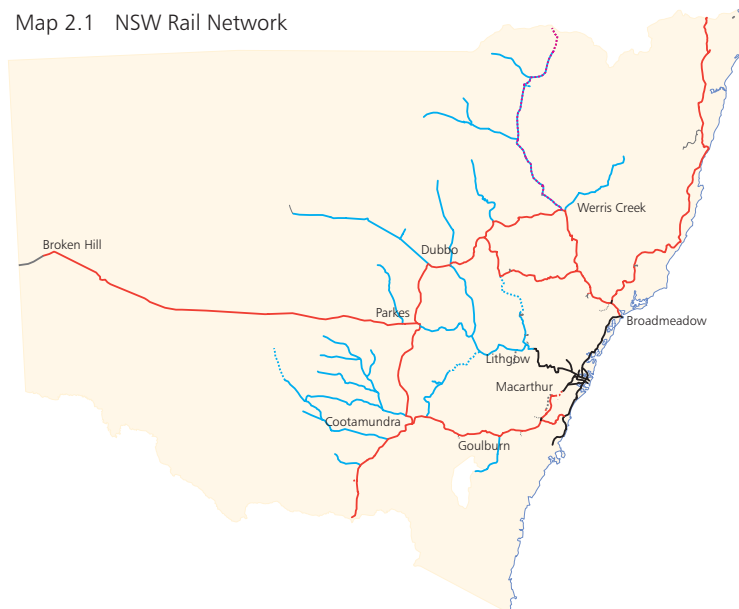 Map 2.1 NSW Rail Network
Werris Creek
Broken Hill
Dubbo
Parkes
Broadmeadow
Lithgow
Macarthur
Cootamundra
Goulburn